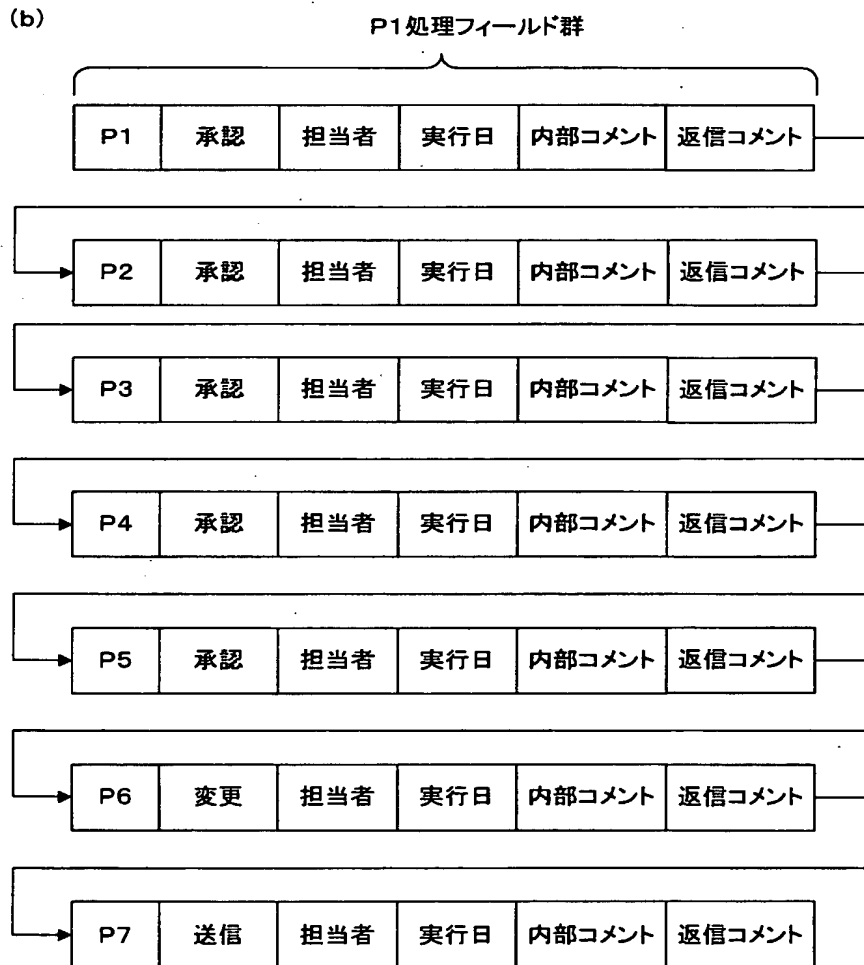 (b)
P1処理フィールド群
P1 承認 担当者 実行日 内部コメント 返信コメント
P2 承認 担当者 実行日 内部コメント 返信コメント
P3 承認 担当者 実行日 内部コメント 返信コメント
P4 承認 担当者 実行日 内部コメント 返信コメント
P5 承認 担当者 実行日 内部コメント 返信コメント
P6 変更 担当者 実行日 内部コメント 返信コメント
P7 送信 担当者 実行日 内部コメント 返信コメント